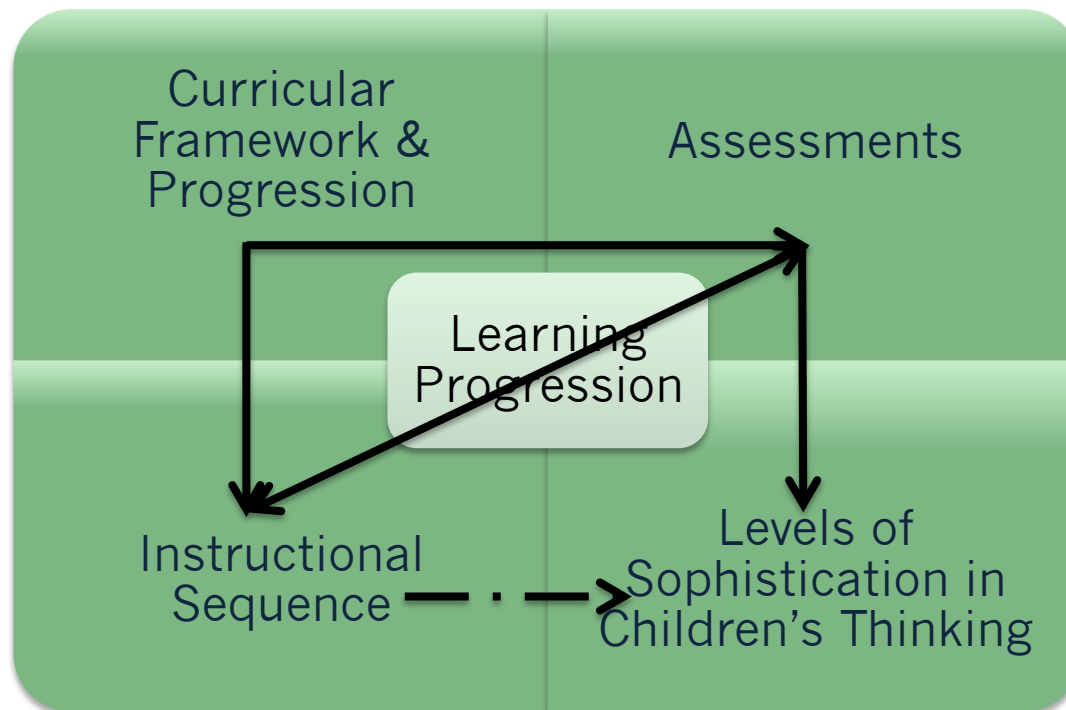 Curricular
Framework &
Progression
Assessments
Learning
Progression
Instructional
Sequence
Levels of
Sophistication in
Children’s Thinking